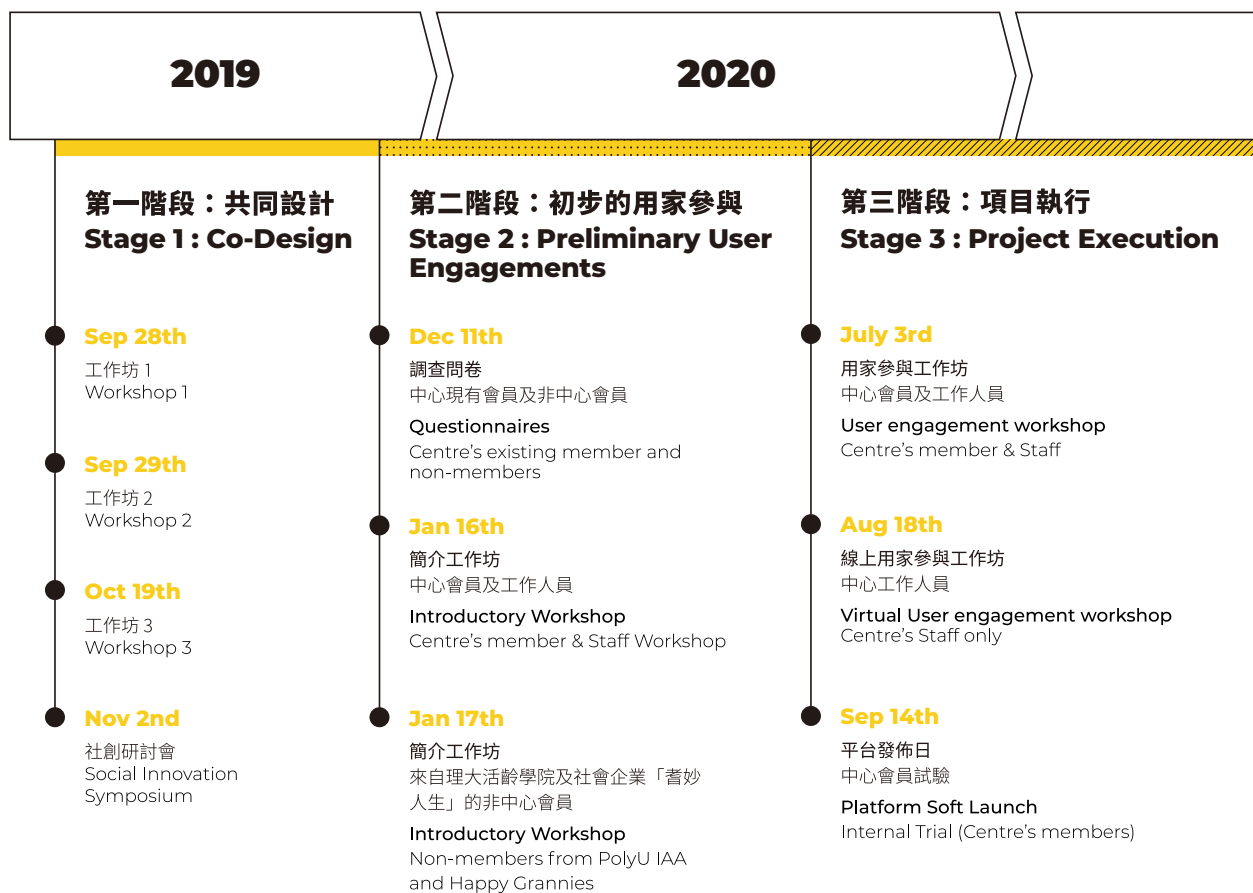 2019
2020
第一階段：共同設計
Stage 1 : Co-Design
Sep 28th
工作坊 1
Workshop 1
Sep 29th
工作坊 2
Workshop 2
Oct 19th
工作坊 3
Workshop 3
Nov 2nd
社創研討會
Social Innovation
Symposium
第二階段：初步的用家參與
Stage 2 : Preliminary User
Engagements
Dec 11th
調查問卷
中心現有會員及非中心會員
Questionnaires
Centre's existing member and
non-members
Jan 16th
簡介工作坊
中心會員及工作人員
Introductory Workshop
Centre's member & Staff Workshop
Jan 17th
簡介工作坊
來自理大活齡學院及社會企業「耆妙
人生」的非中心會員
Introductory Workshop
Non-members from PolyU IAA
and Happy Grannies
第三階段：項目執行
Stage 3 : Project Execution
July 3rd
用家參與工作坊
中心會員及工作人員
User engagement workshop
Centre's member & Staff
Aug 18th
線上用家參與工作坊
中心工作人員
Virtual User engagement workshop
Centre's Staff only
Sep 14th
平台發佈日
中心會員試驗
Platform Soft Launch
Internal Trial (Centre's members)